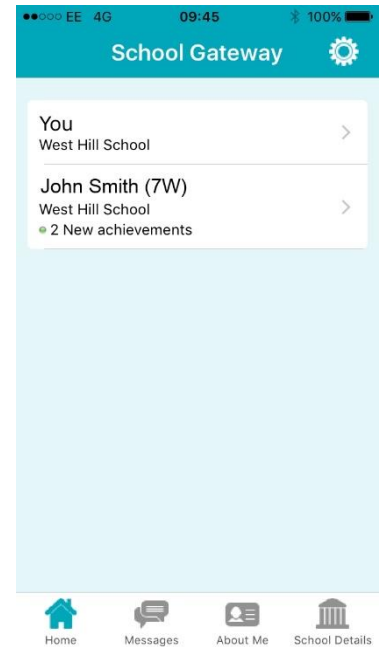 EE 4G 09:45 100%
School Gateway
You
West Hill School
John Smith (7W)
West Hill School
2 New achievements
Home Messages About Me School Details